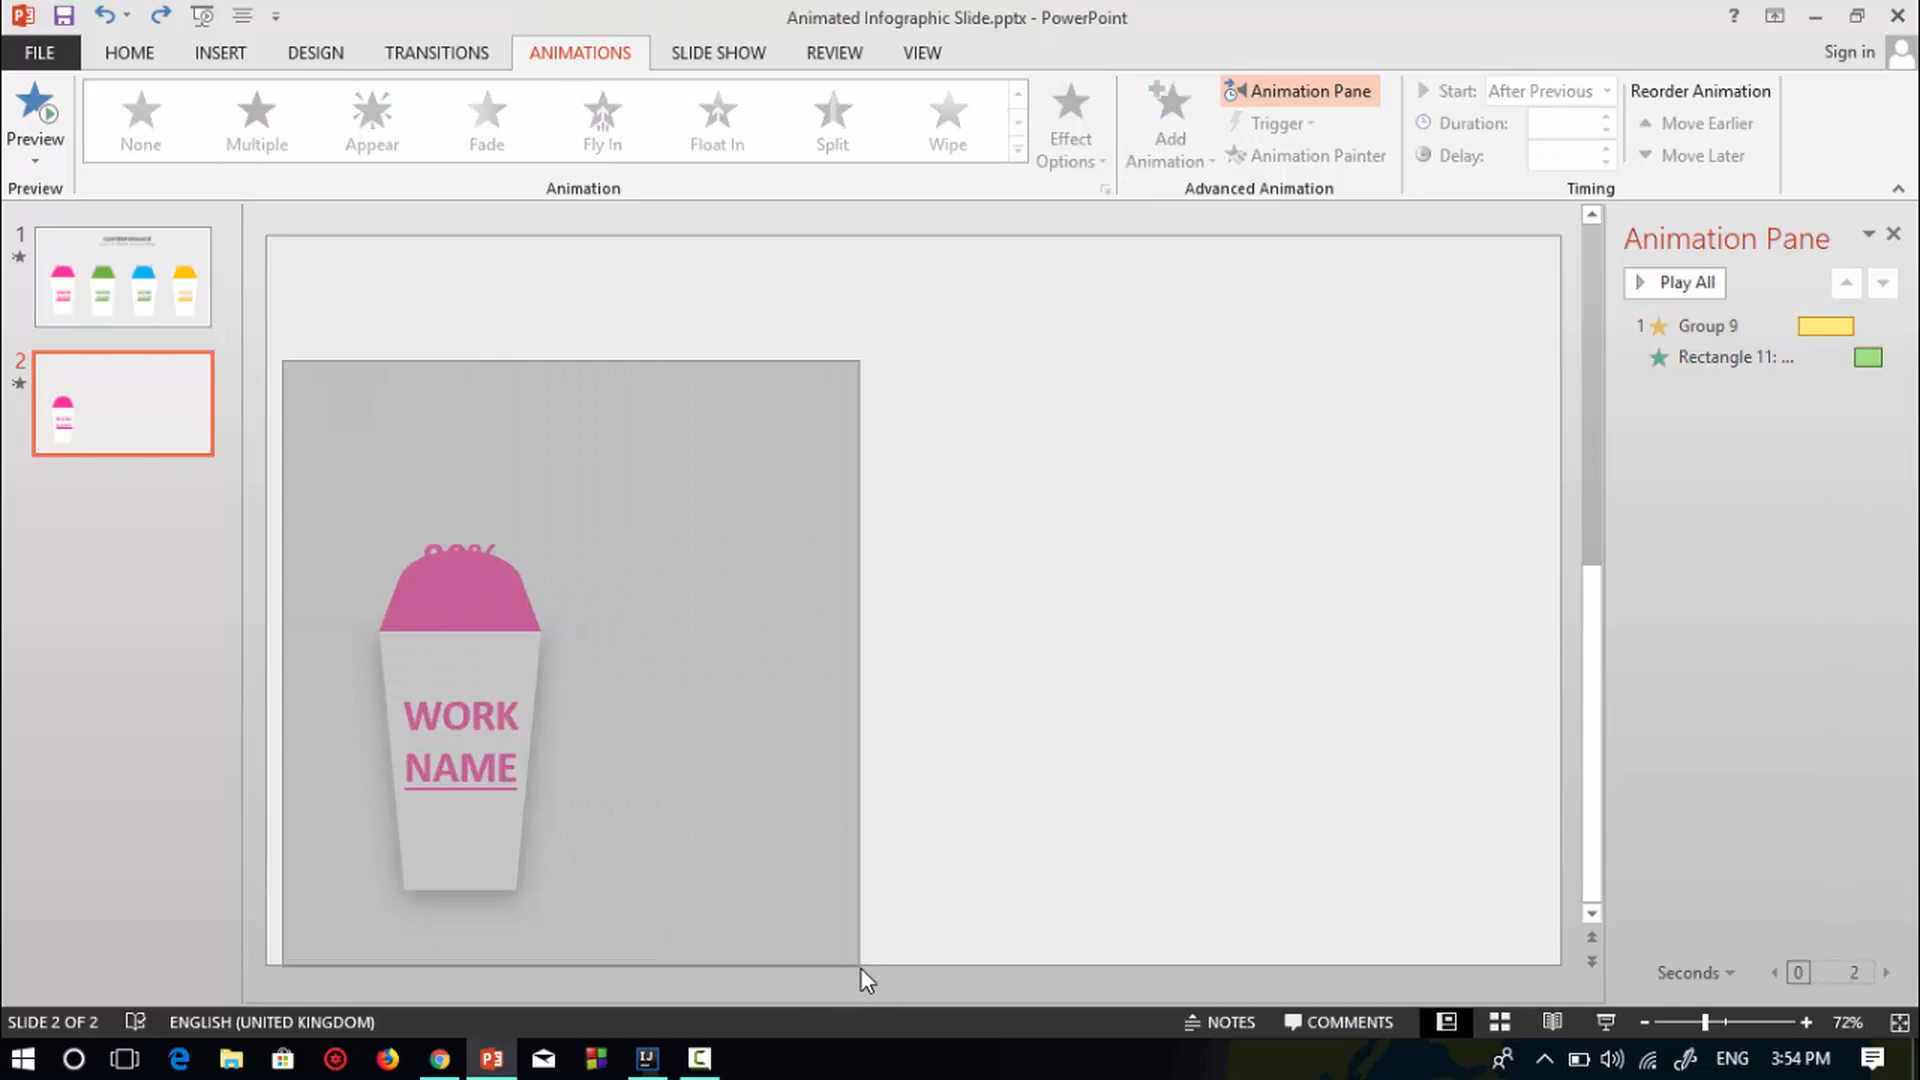 Animated Infographic Slide.pptx - PowerPoint
?
FILE
HOME
INSERT
DESIGN
TRANSITIONS
ANIMATIONS
SLIDE SHOW
REVIEW
VIEW
Sign in
Preview
None
Multiple
Appear
Fade
Fly In
Float In
Split
Wipe
Effect
Options
Add
Animation
Animation Pane
Trigger
Animation Painter
Start: After Previous
Duration:
Delay:
Reorder Animation
Move Earlier
Move Later
Preview
Animation
Advanced Animation
Timing
1
2
WORK
NAME
Animation Pane
Play All
1 Group 9
Rectangle 11: ...
Seconds
0
2
SLIDE 2 OF 2
ENGLISH (UNITED KINGDOM)
NOTES
COMMENTS
72%
ENG
3:54 PM